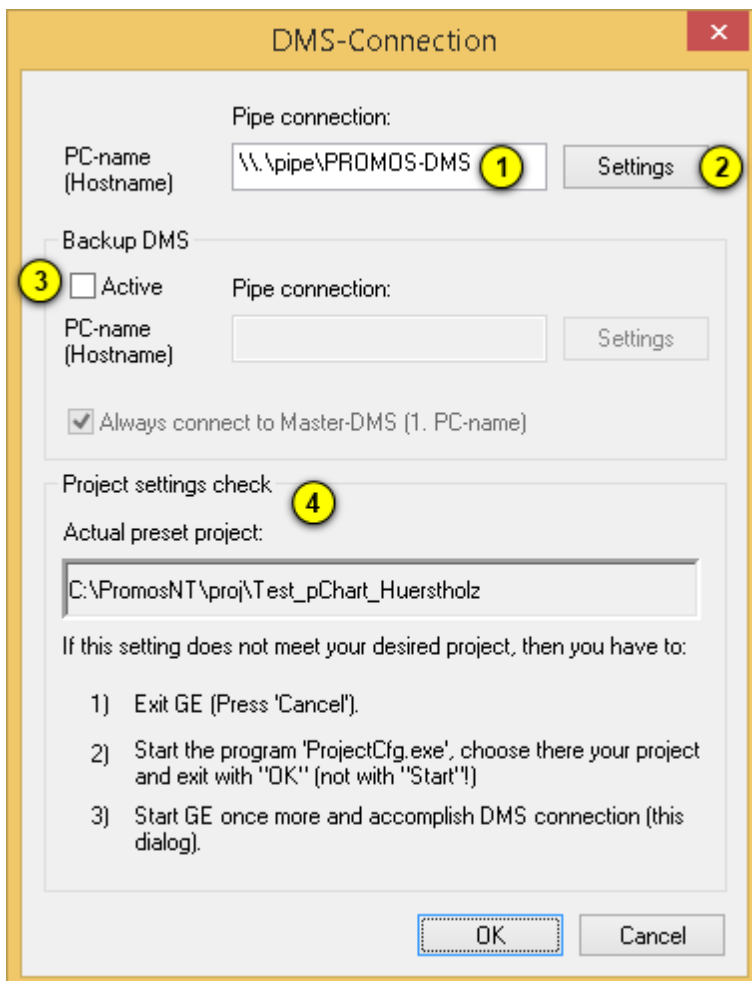 DMS-Connection
Pipe connection:
PC-name
(Hostname)
\\.\pipe\PROMOS-DMS
1
Settings
2
Backup DMS
3
Active
Pipe connection:
PC-name
(Hostname)
Settings
Always connect to Master-DMS (1. PC-name)
Project settings check
4
Actual preset project:
C:\PromosNT\proj\Test_pChart_Huerstholz
If this setting does not meet your desired project, then you have to:
1) Exit GE (Press 'Cancel').
2) Start the program 'ProjectCfg.exe', choose there your project
and exit with "OK" (not with "Start"!)
3) Start GE once more and accomplish DMS connection (this
dialog).
OK
Cancel